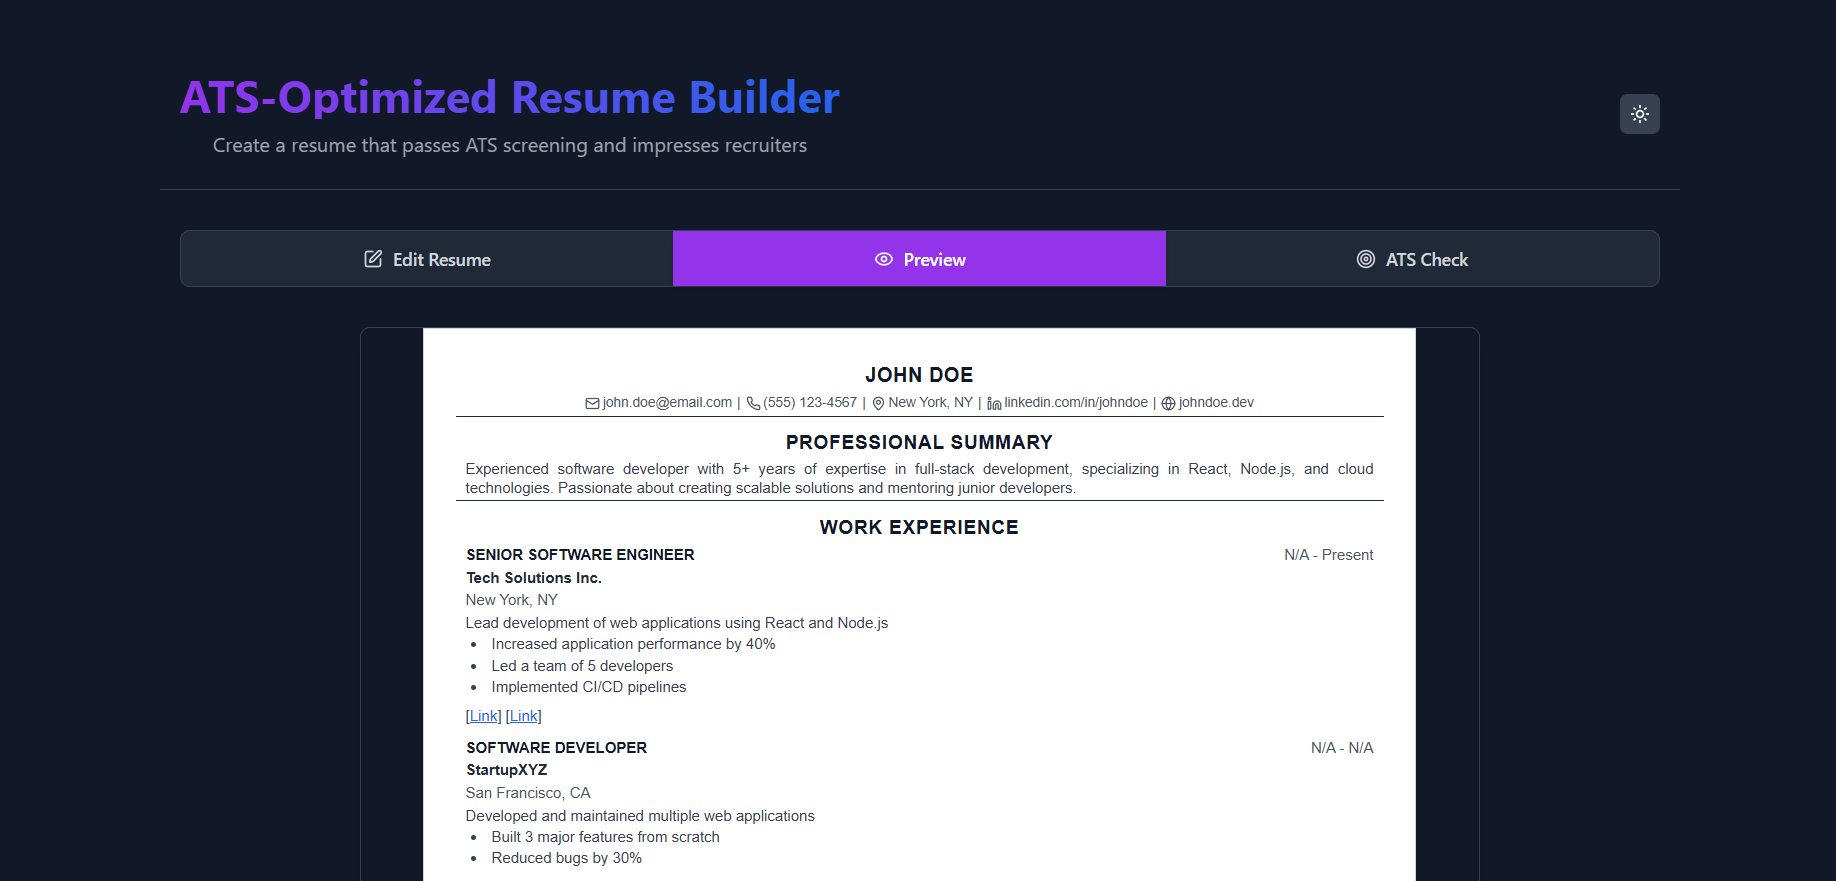 ATS-Optimized Resume Builder
Create a resume that passes ATS screening and impresses recruiters
Edit Resume
Preview
ATS Check
JOHN DOE
john.doe@email.com | (555) 123-4567 | New York, NY | linkedin.com/in/johndoe | johndoe.dev
PROFESSIONAL SUMMARY
Experienced software developer with 5+ years of expertise in full-stack development, specializing in React, Node.js, and cloud
technologies. Passionate about creating scalable solutions and mentoring junior developers.
WORK EXPERIENCE
SENIOR SOFTWARE ENGINEER N/A - Present
Tech Solutions Inc.
New York, NY
Lead development of web applications using React and Node.js
• Increased application performance by 40%
• Led a team of 5 developers
• Implemented CI/CD pipelines
[Link] [Link]
SOFTWARE DEVELOPER N/A - N/A
StartupXYZ
San Francisco, CA
Developed and maintained multiple web applications
• Built 3 major features from scratch
• Reduced bugs by 30%